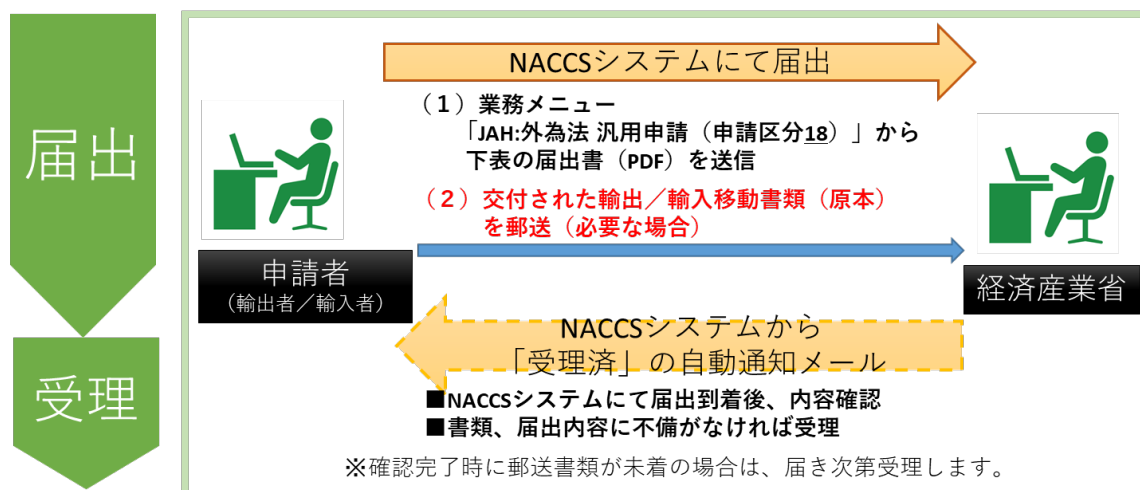 届出
NACCSシステムにて届出
（１）業務メニュー
「JAH:外為法 汎用申請（申請区分18）」から
下表の届出書（PDF）を送信
（２）交付された輸出／輸入移動書類（原本）
を郵送（必要な場合）
申請者
（輸出者／輸入者）
経済産業省
受理
NACCSシステムから
「受理済」の自動通知メール
■NACCSシステムにて届出到着後、内容確認
■書類、届出内容に不備がなければ受理
※確認完了時に郵送書類が未着の場合は、届き次第受理します。